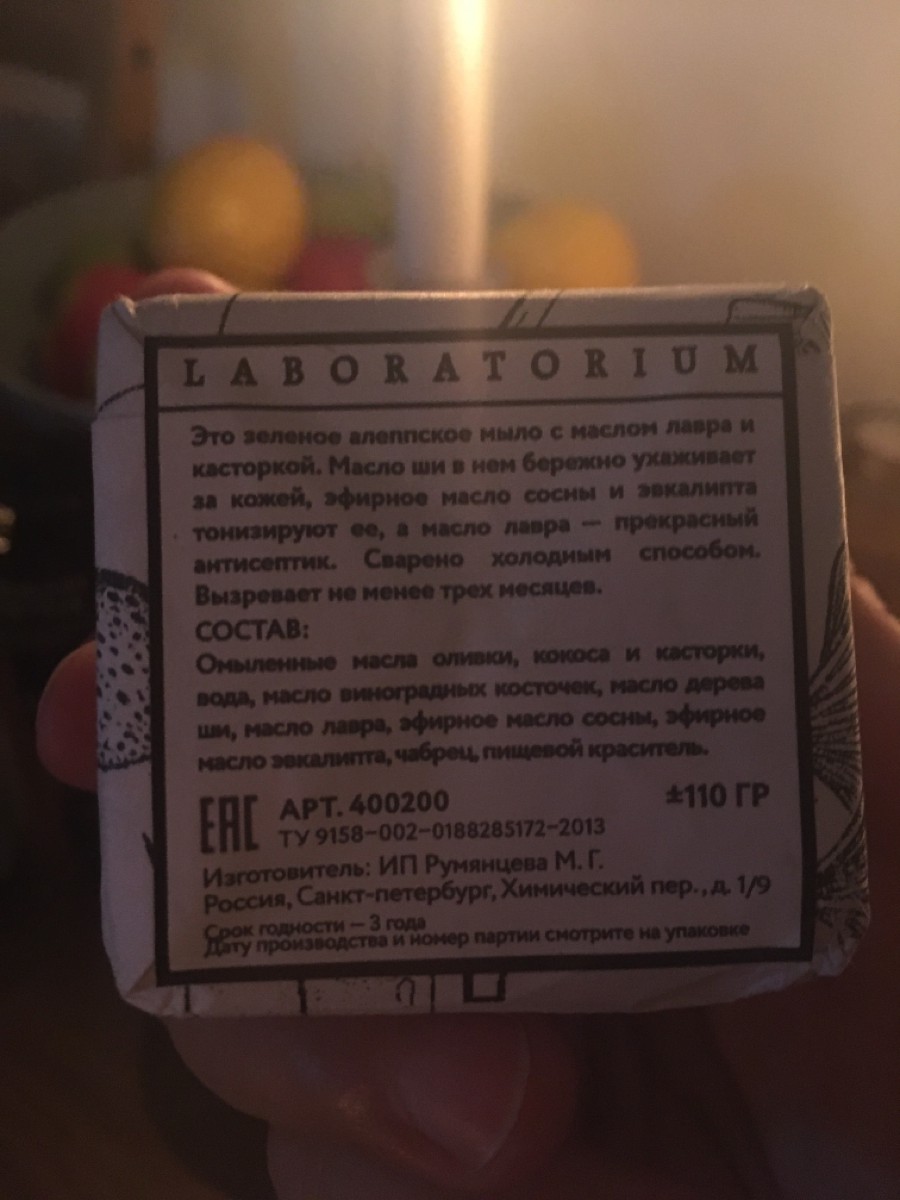 LABORATORIUM
Это зеленое алеппское мыло с маслом лавра и
касторкой. Масло ши в нем бережно ухаживает
за кожей, эфирное масло сосны и эвкалипта
тонизируют ее, а масло лавра — прекрасный
антисептик. Сварено холодным способом.
Вызревает не менее трех месяцев.
СОСТАВ:
Омыленные масла оливки, кокоса и касторки,
вода, масло виноградных косточек, масло дерева
ши, масло лавра, эфирное масло сосны, эфирное
масло эвкалипта, чабрец, пищевой краситель.
EAC АРТ. 400200 ±110 ГР
ТУ 9158-002-0188285172-2013
Изготовитель: ИП Румянцева М. Г.
Россия, Санкт-петербург, Химический пер., д. 1/9
Срок годности — 3 года
Дату производства и номер партии смотрите на упаковке